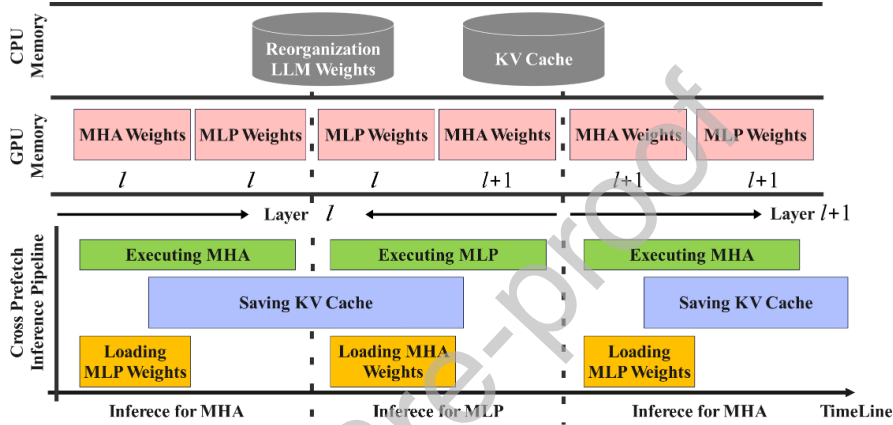 CPU
Memory
Reorganization
LLM Weights
KV Cache
GPU
Memory
MHA Weights
MLP Weights
MLP Weights
MHA Weights
MHA Weights
MLP Weights
l
l
l
l+1
l+1
l+1
Layer l
Layer l+1
Cross Prefetch
Inference Pipeline
Executing MHA
Executing MLP
Executing MHA
Saving KV Cache
Saving KV Cache
Loading
MLP Weights
Loading MHA
Weights
Loading
MLP Weights
Inferece for MHA
Inferece for MLP
Inferece for MHA
TimeLine
re-proof